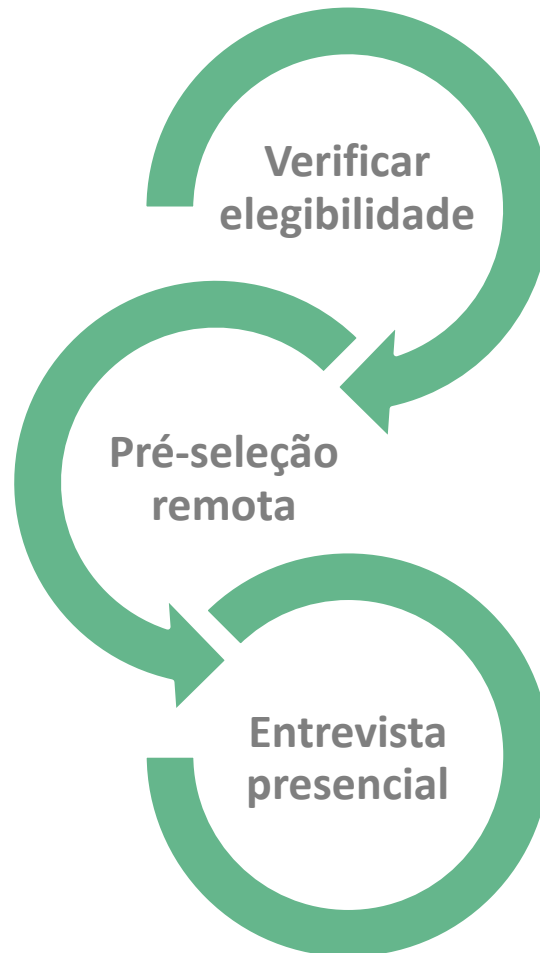 Verificar
elegibilidade
Pré-seleção
remota
Entrevista
presencial